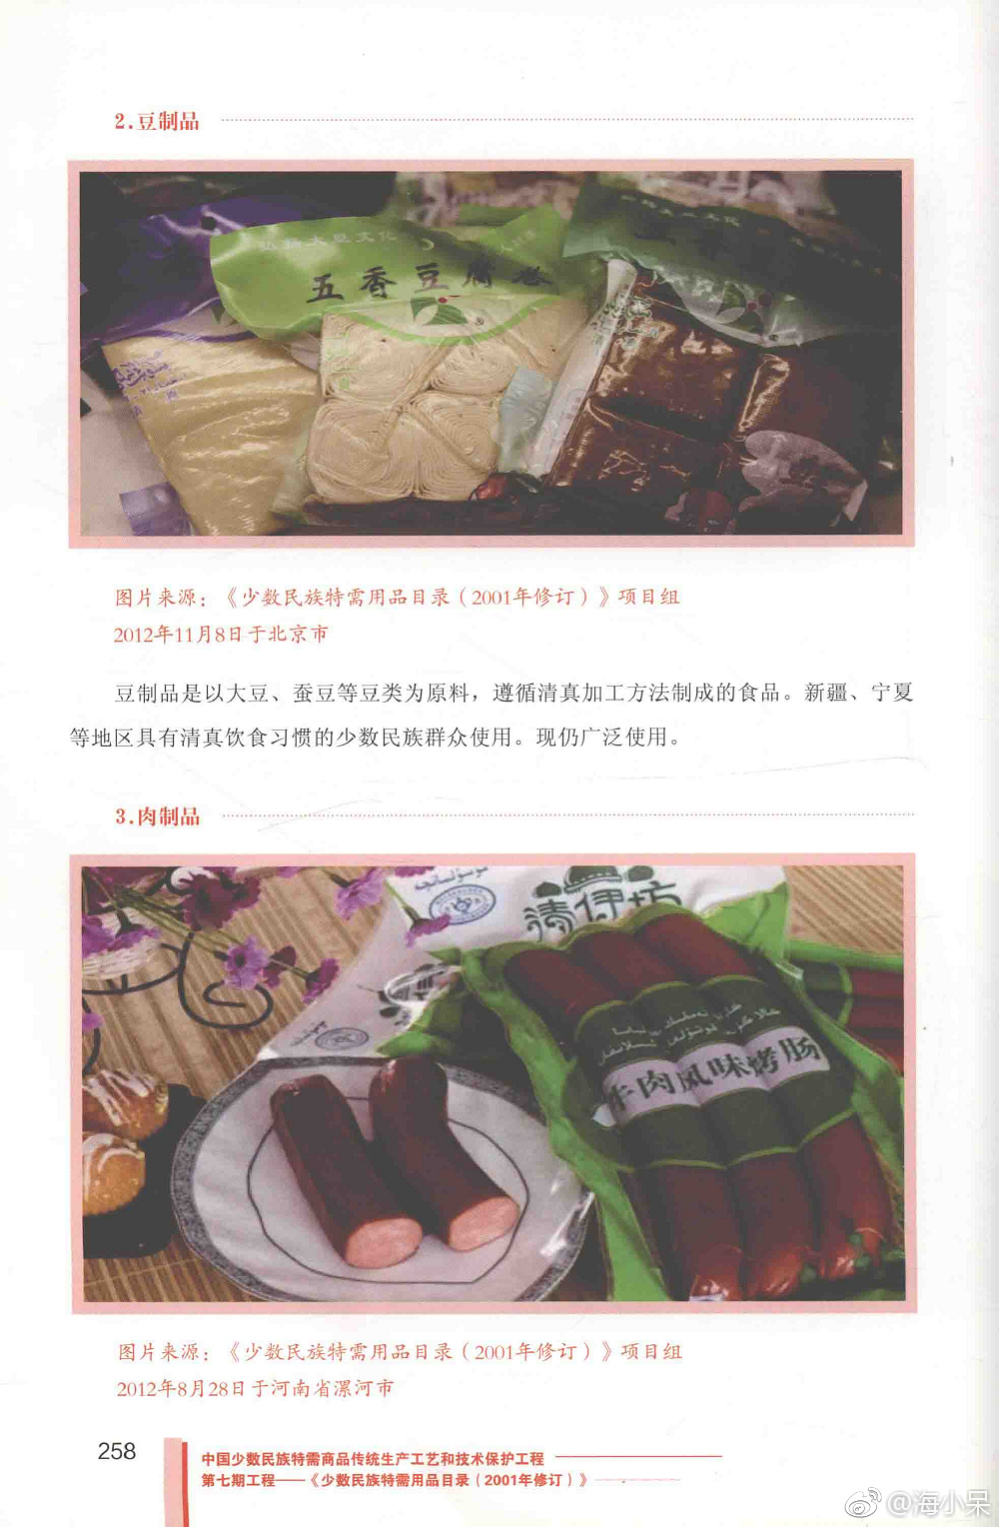 2.豆制品
弘扬大豆文化
五香豆腐卷
图片来源：《少数民族特需用品目录（2001年修订）》项目组
2012年11月8日于北京市
豆制品是以大豆、蚕豆等豆类为原料，遵循清真加工方法制成的食品。新疆、宁夏
等地区具有清真饮食习惯的少数民族群众使用。现仍广泛使用。
3.肉制品
清伊坊
牛肉风味烤肠
图片来源：《少数民族特需用品目录（2001年修订）》项目组
2012年8月28日于河南省漯河市
258
中国少数民族特需商品传统生产工艺和技术保护工程
第七期工程——《少数民族特需用品目录（2001年修订）》
@海小呆